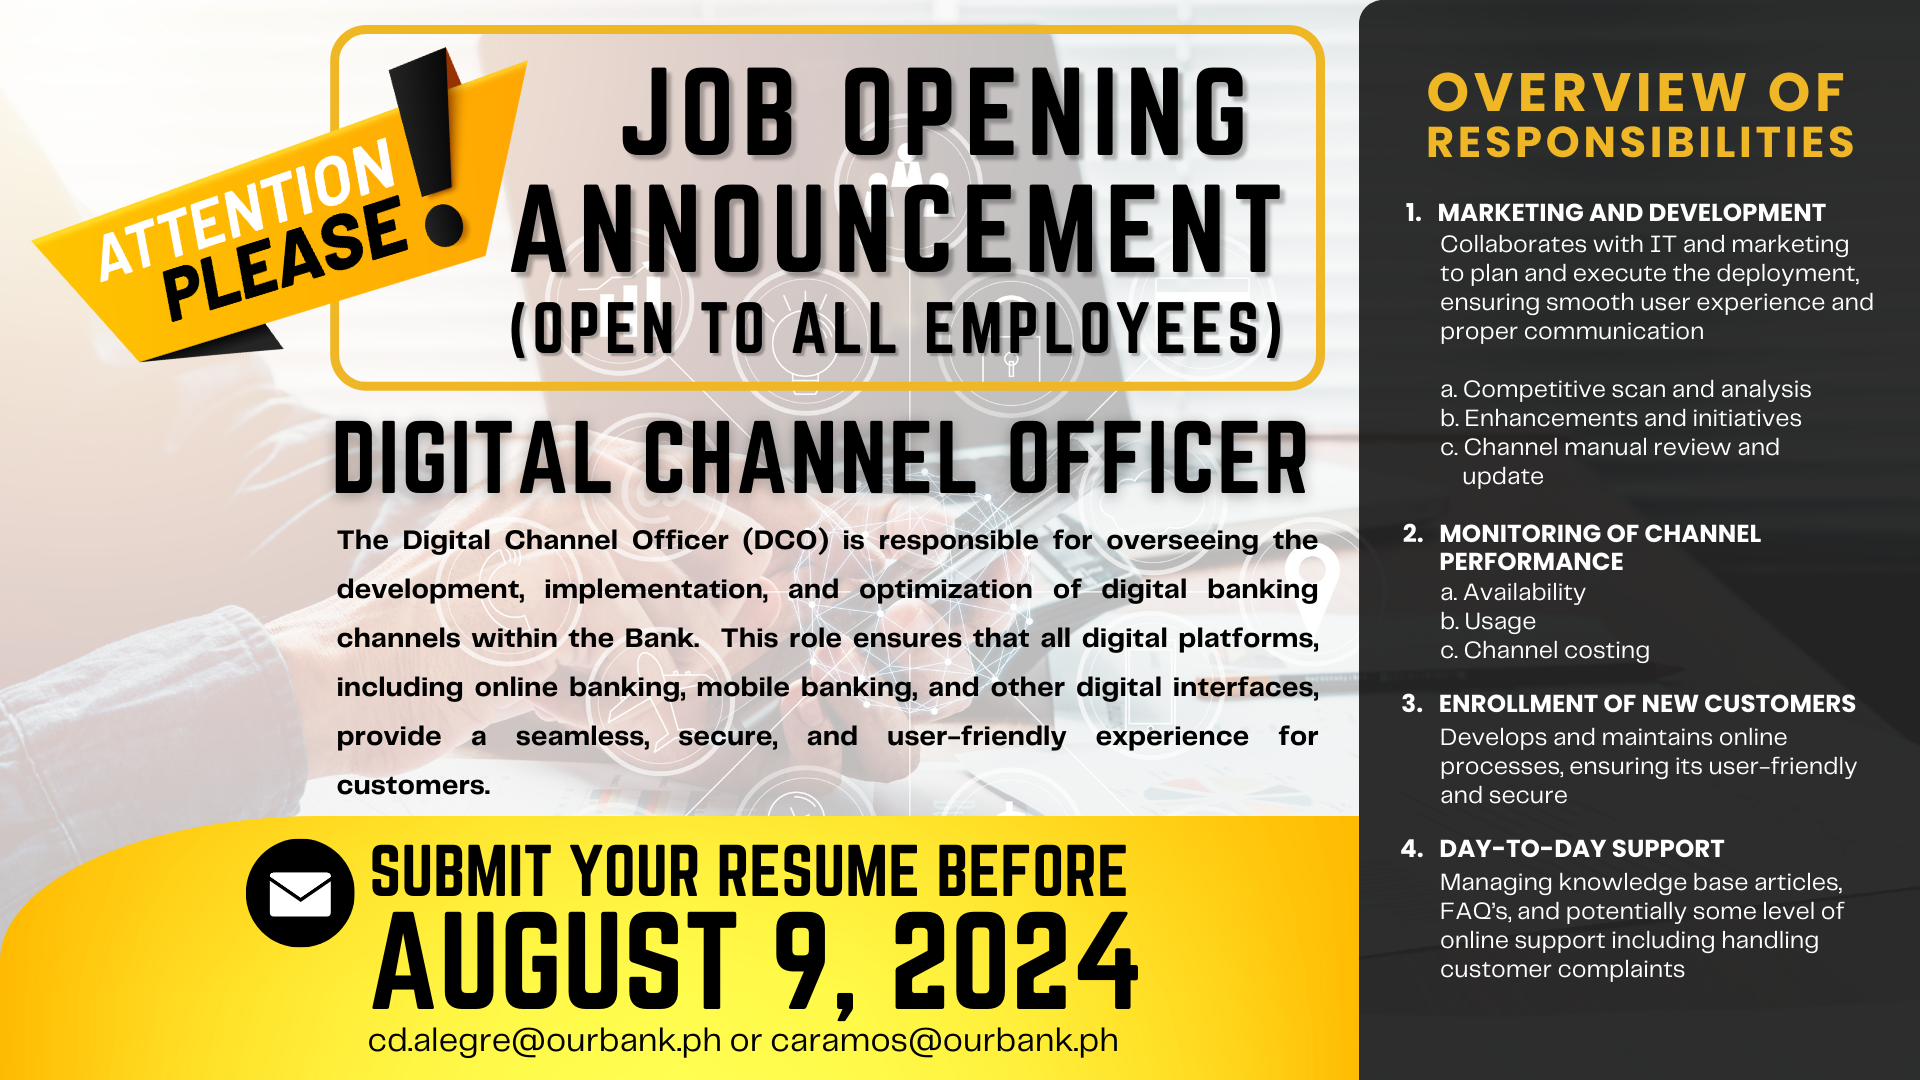 ATTENTION
PLEASE!
JOB OPENING
ANNOUNCEMENT
(OPEN TO ALL EMPLOYEES)
DIGITAL CHANNEL OFFICER
The Digital Channel Officer (DCO) is responsible for overseeing the
development, implementation, and optimization of digital banking
channels within the Bank. This role ensures that all digital platforms,
including online banking, mobile banking, and other digital interfaces,
provide a seamless, secure, and user-friendly experience for
customers.
SUBMIT YOUR RESUME BEFORE
AUGUST 9, 2024
cd.alegre@ourbank.ph or caramos@ourbank.ph
OVERVIEW OF
RESPONSIBILITIES
1. MARKETING AND DEVELOPMENT
Collaborates with IT and marketing
to plan and execute the deployment,
ensuring smooth user experience and
proper communication
a. Competitive scan and analysis
b. Enhancements and initiatives
c. Channel manual review and
update
2. MONITORING OF CHANNEL
PERFORMANCE
a. Availability
b. Usage
c. Channel costing
3. ENROLLMENT OF NEW CUSTOMERS
Develops and maintains online
processes, ensuring its user-friendly
and secure
4. DAY-TO-DAY SUPPORT
Managing knowledge base articles,
FAQ's, and potentially some level of
online support including handling
customer complaints